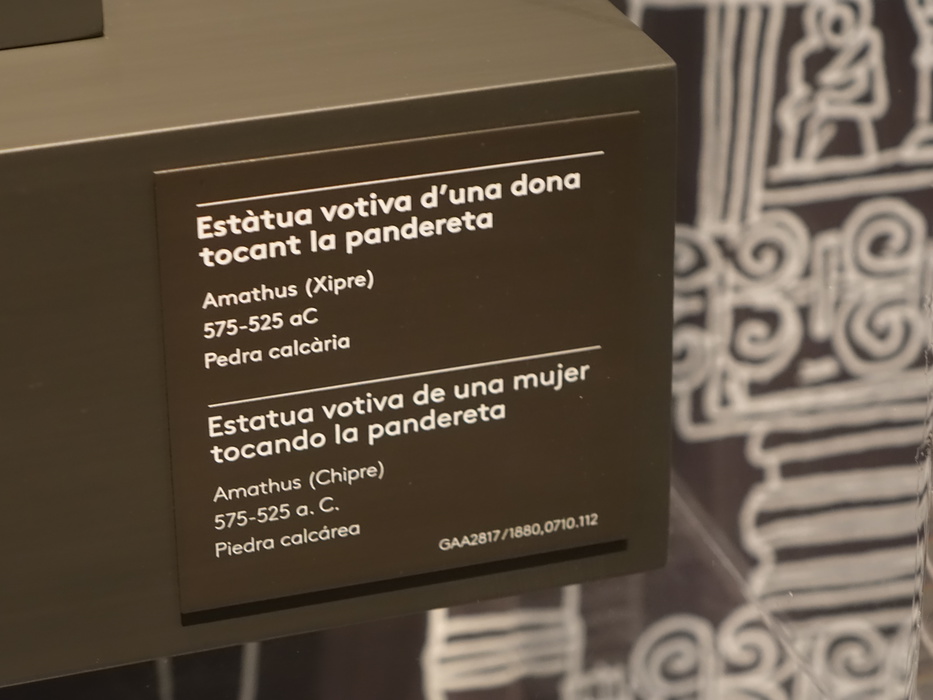 Estàtua votiva d'una dona
tocant la pandereta
Amathus (Xipre)
575-525 aC
Pedra calcària
Estatua votiva de una mujer
tocando la pandereta
Amathus (Chipre)
575-525 a. C.
Piedra calcárea
GAA2817/1880,0710.112